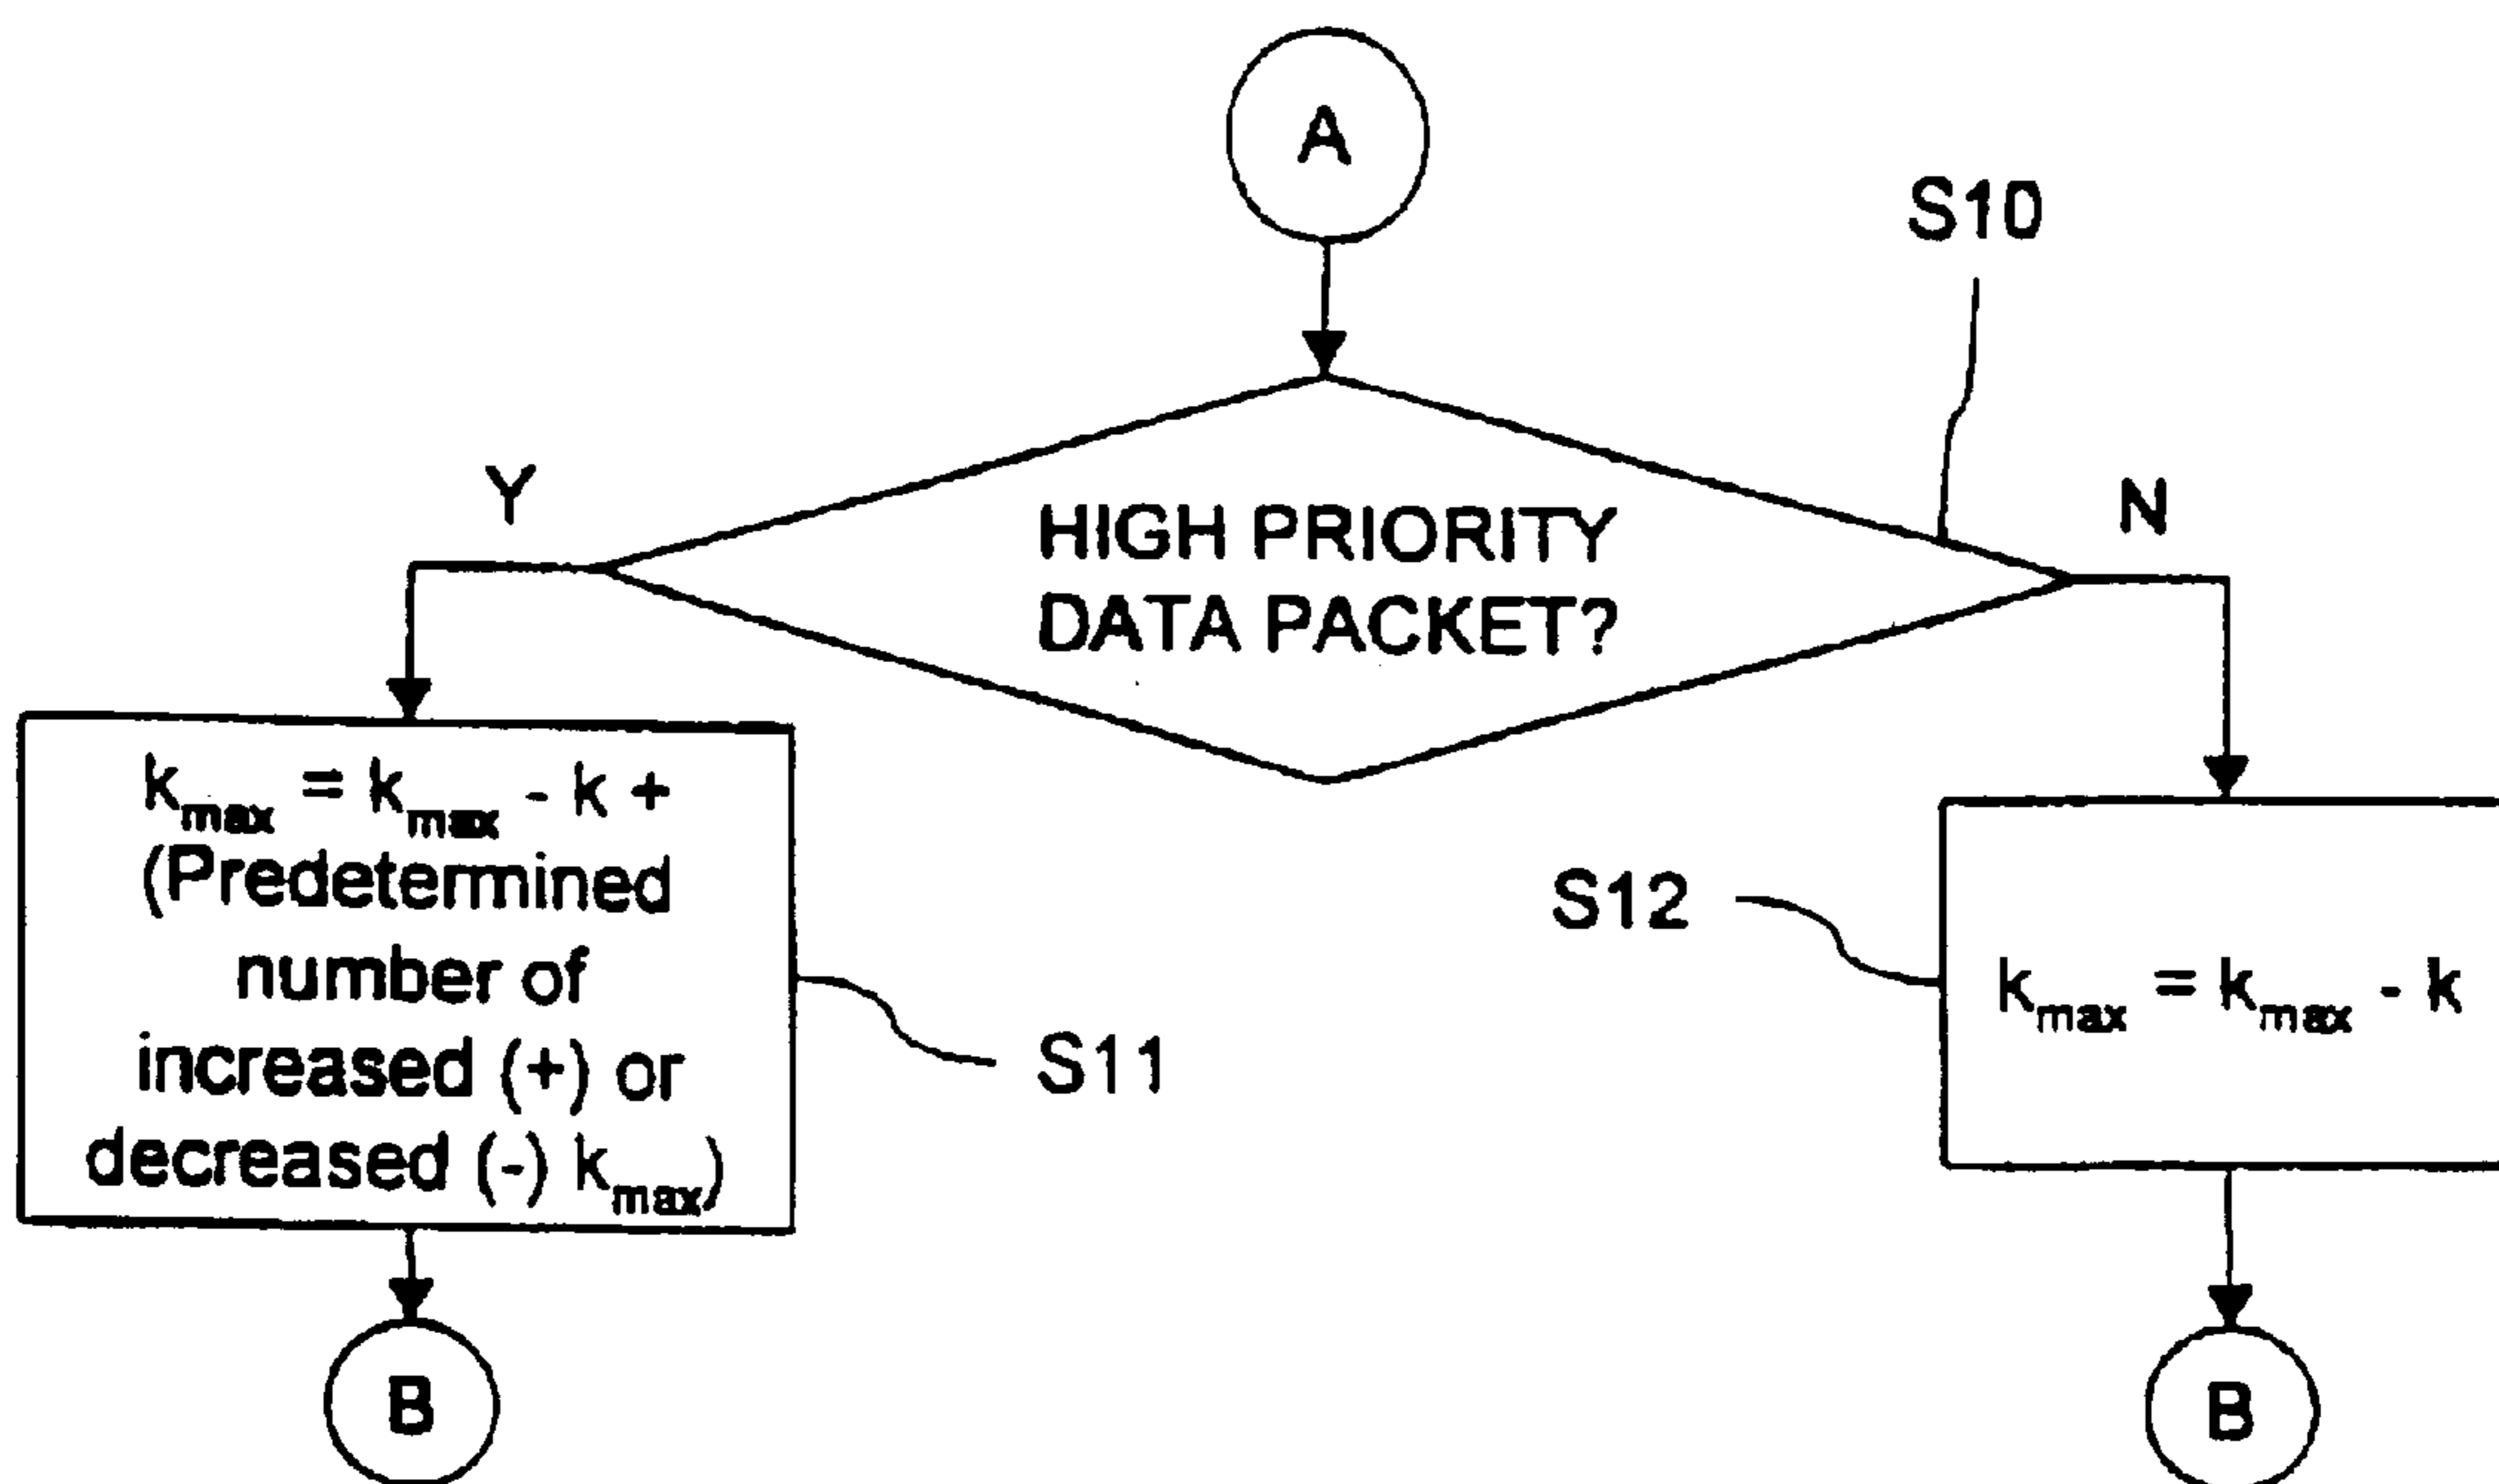 A
S10
Y
N
HIGH PRIORITY
DATA PACKET?
kmax = kmax - k +
(Predetermined
number of
increased (+) or
decreased (-) kmax)
S11
S12
kmax = kmax - k
B
B